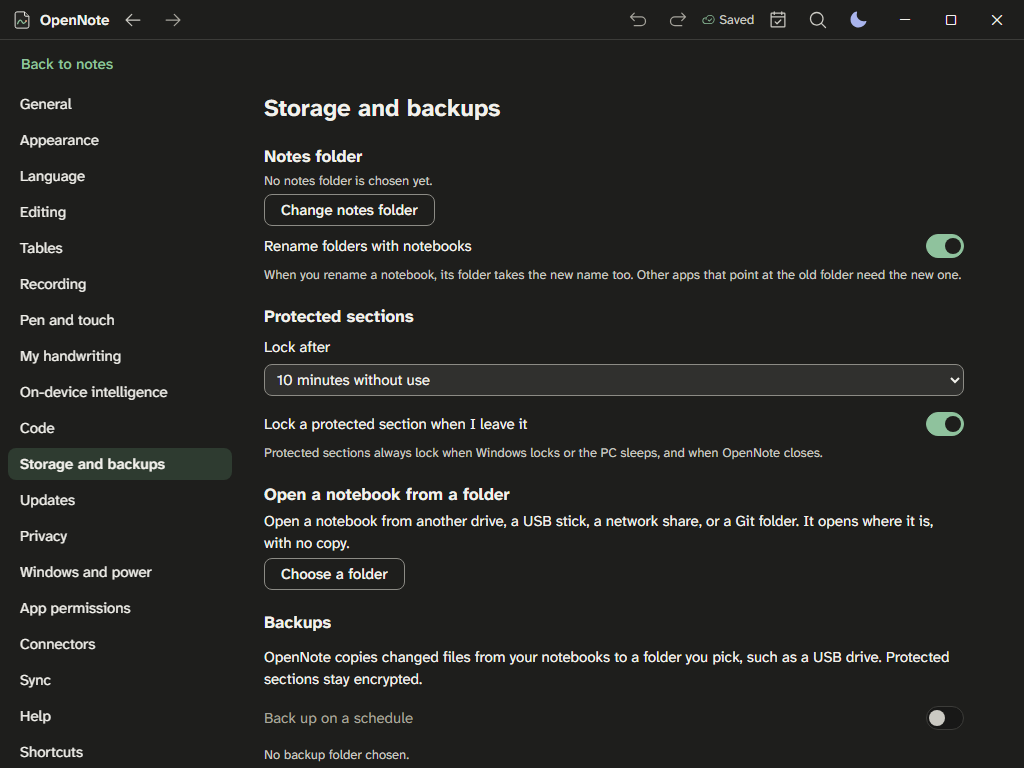 OpenNote
Saved
Back to notes
General
Appearance
Language
Editing
Tables
Recording
Pen and touch
My handwriting
On-device intelligence
Code
Storage and backups
Updates
Privacy
Windows and power
App permissions
Connectors
Sync
Help
Shortcuts
Storage and backups
Notes folder
No notes folder is chosen yet.
Change notes folder
Rename folders with notebooks
When you rename a notebook, its folder takes the new name too. Other apps that point at the old folder need the new one.
Protected sections
Lock after
10 minutes without use
Lock a protected section when I leave it
Protected sections always lock when Windows locks or the PC sleeps, and when OpenNote closes.
Open a notebook from a folder
Open a notebook from another drive, a USB stick, a network share, or a Git folder. It opens where it is,
with no copy.
Choose a folder
Backups
OpenNote copies changed files from your notebooks to a folder you pick, such as a USB drive. Protected
sections stay encrypted.
Back up on a schedule
No backup folder chosen.